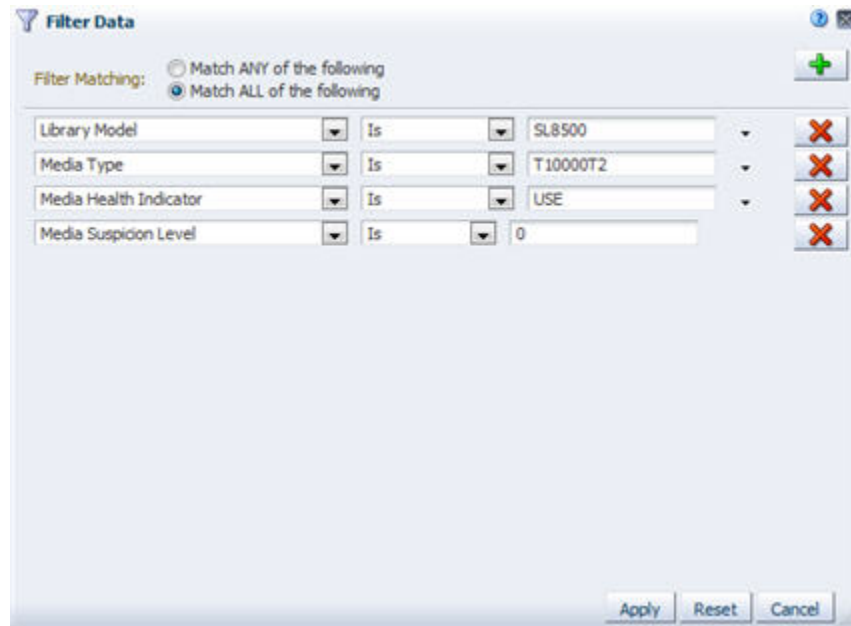 Filter Data
Filter Matching:
Match ANY of the following
Match ALL of the following
Library Model Is SL8500
Media Type Is T10000T2
Media Health Indicator Is USE
Media Suspicion Level Is 0
Apply Reset Cancel